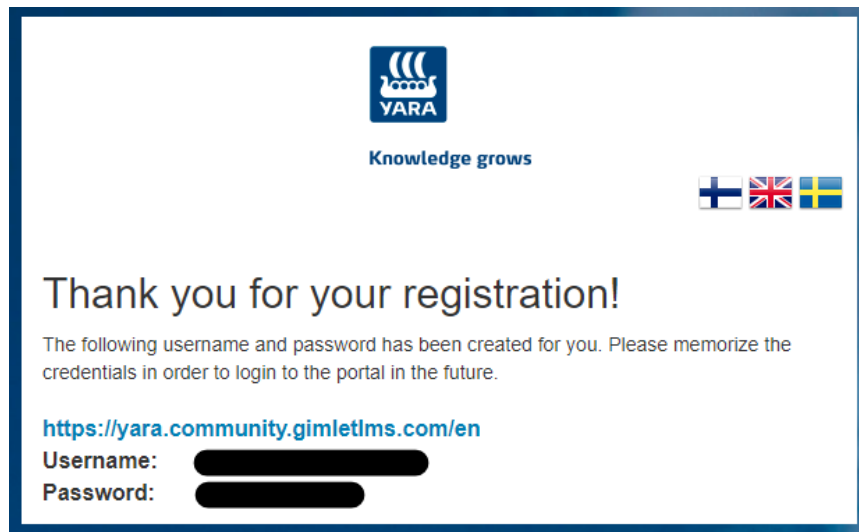 YARA
Knowledge grows
Thank you for your registration!
The following username and password has been created for you. Please memorize the
credentials in order to login to the portal in the future.
https://yara.community.gimletlms.com/en
Username:
Password: